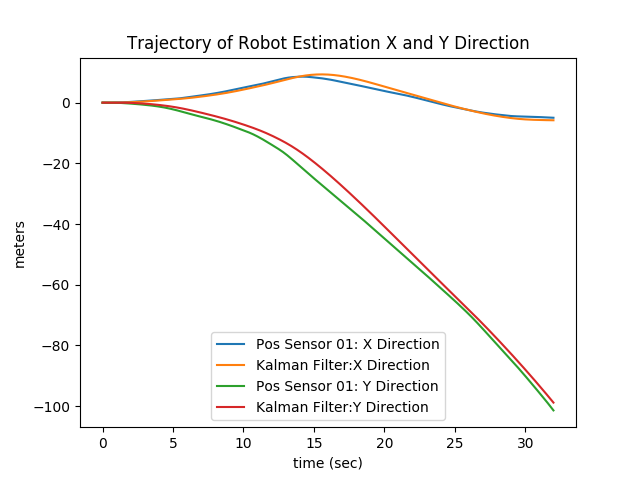 Trajectory of Robot Estimation X and Y Direction
meters
0
−20
−40
−60
−80
−100
Pos Sensor 01: X Direction
Kalman Filter:X Direction
Pos Sensor 01: Y Direction
Kalman Filter:Y Direction
0 5 10 15 20 25 30
time (sec)